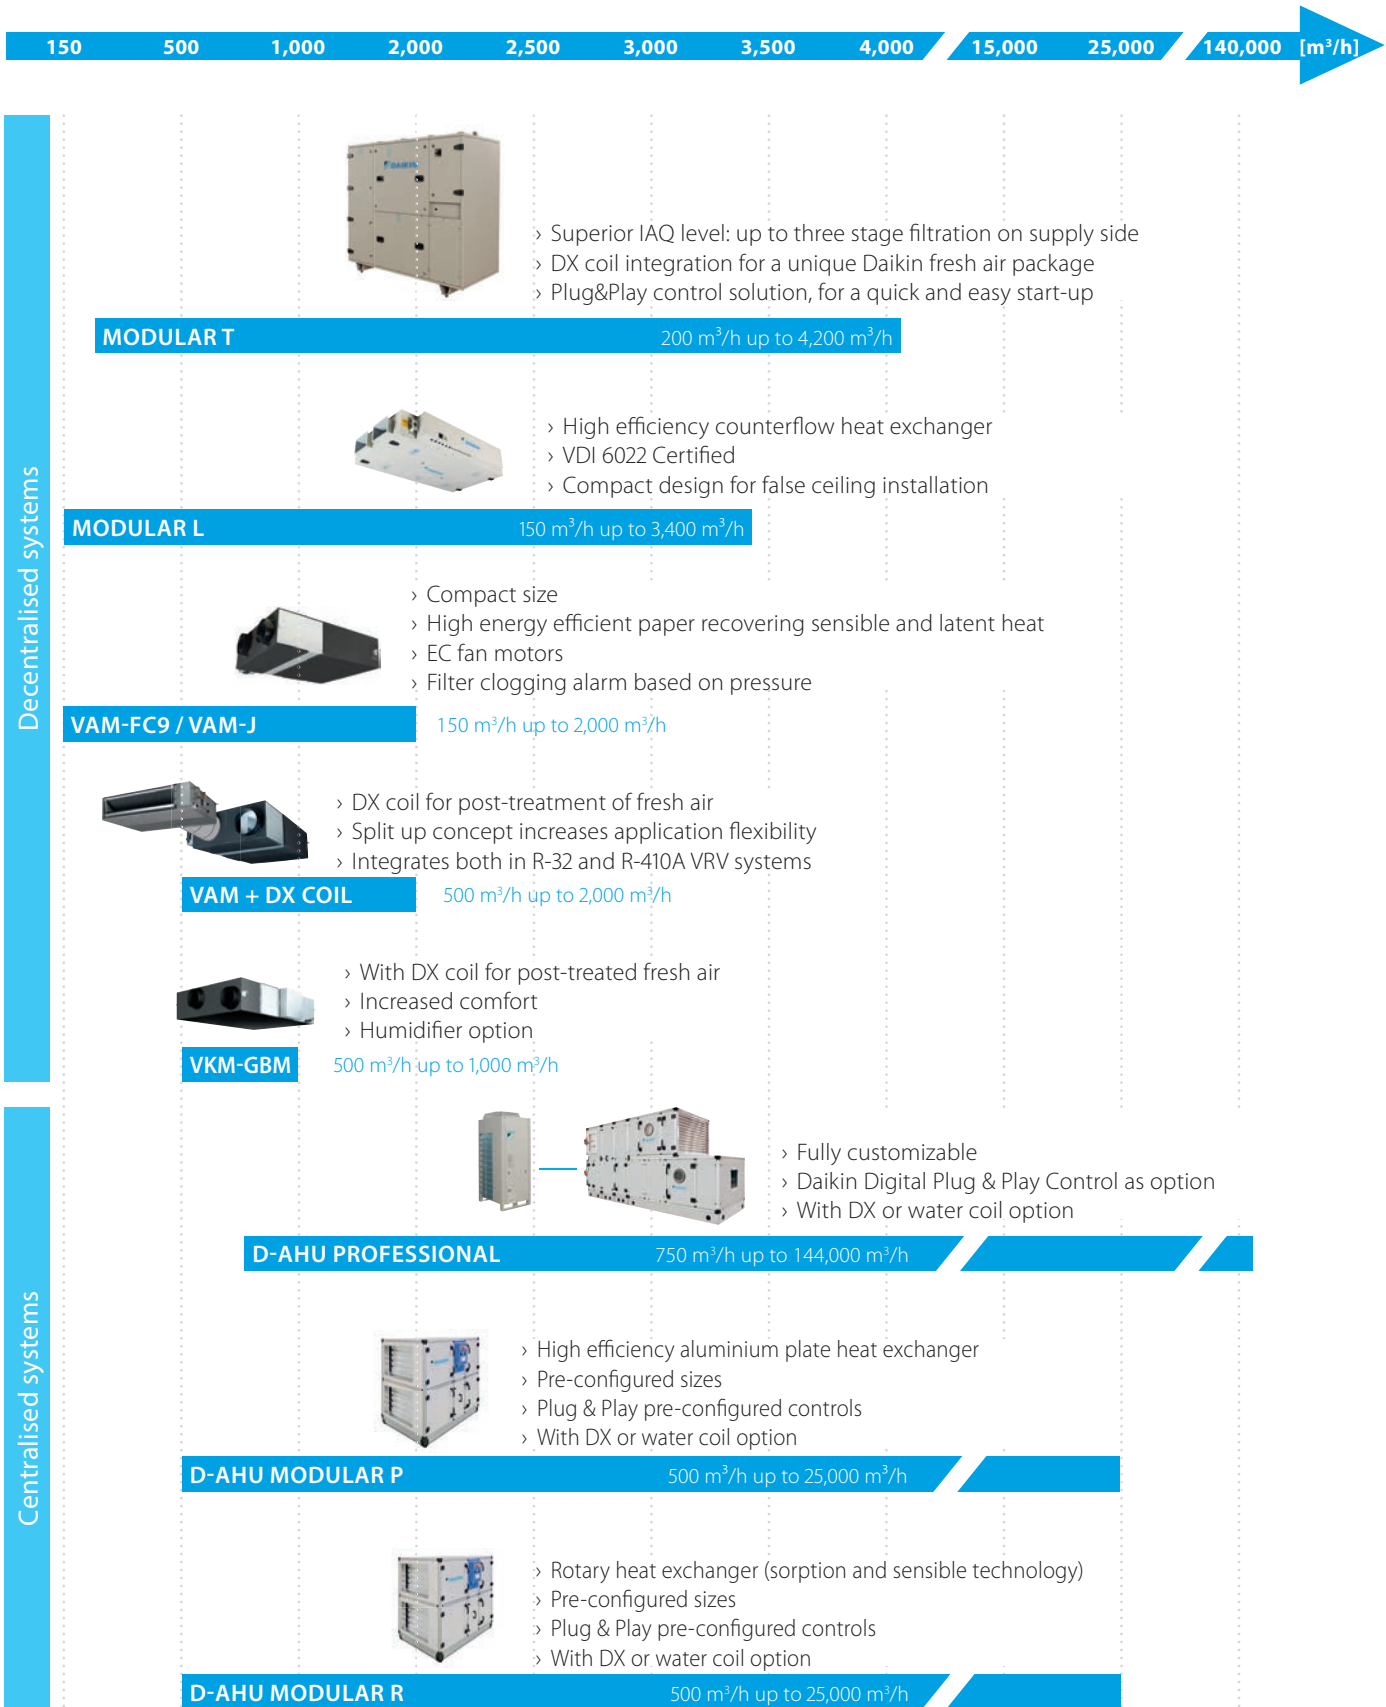 150 500 1,000 2,000 2,500 3,000 3,500 4,000 15,000 25,000 140,000 [m³/h]
Decentralised systems
DAIKIN
› Superior IAQ level: up to three stage filtration on supply side
› DX coil integration for a unique Daikin fresh air package
› Plug&Play control solution, for a quick and easy start-up
MODULAR T 200 m³/h up to 4,200 m³/h
› High efficiency counterflow heat exchanger
› VDI 6022 Certified
› Compact design for false ceiling installation
MODULAR L 150 m³/h up to 3,400 m³/h
› Compact size
› High energy efficient paper recovering sensible and latent heat
› EC fan motors
› Filter clogging alarm based on pressure
VAM-FC9 / VAM-J 150 m³/h up to 2,000 m³/h
› DX coil for post-treatment of fresh air
› Split up concept increases application flexibility
› Integrates both in R-32 and R-410A VRV systems
VAM + DX COIL 500 m³/h up to 2,000 m³/h
› With DX coil for post-treated fresh air
› Increased comfort
› Humidifier option
VKM-GBM 500 m³/h up to 1,000 m³/h
Centralised systems
› Fully customizable
› Daikin Digital Plug & Play Control as option
› With DX or water coil option
D-AHU PROFESSIONAL 750 m³/h up to 144,000 m³/h
› High efficiency aluminium plate heat exchanger
› Pre-configured sizes
› Plug & Play pre-configured controls
› With DX or water coil option
D-AHU MODULAR P 500 m³/h up to 25,000 m³/h
› Rotary heat exchanger (sorption and sensible technology)
› Pre-configured sizes
› Plug & Play pre-configured controls
› With DX or water coil option
D-AHU MODULAR R 500 m³/h up to 25,000 m³/h